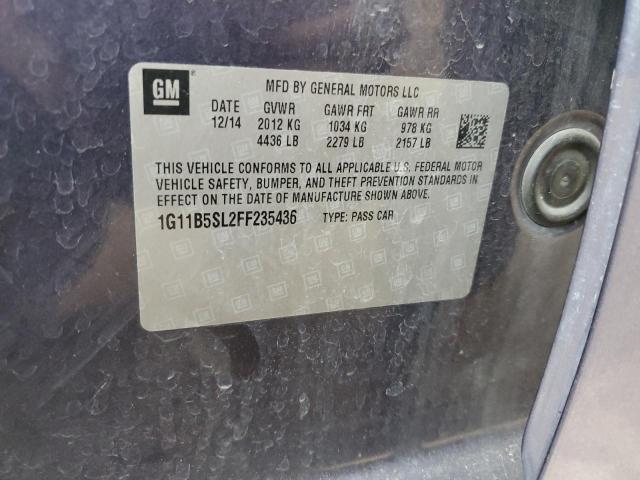 GM
MFD BY GENERAL MOTORS LLC
DATE GVWR GAWR FRT GAWR RR
12/14 2012 KG 1034 KG 978 KG
4436 LB 2279 LB 2157 LB
THIS VEHICLE CONFORMS TO ALL APPLICABLE U.S. FEDERAL MOTOR
VEHICLE SAFETY, BUMPER, AND THEFT PREVENTION STANDARDS IN
EFFECT ON THE DATE OF MANUFACTURE SHOWN ABOVE.
1G11B5SL2FF235436 TYPE: PASS CAR